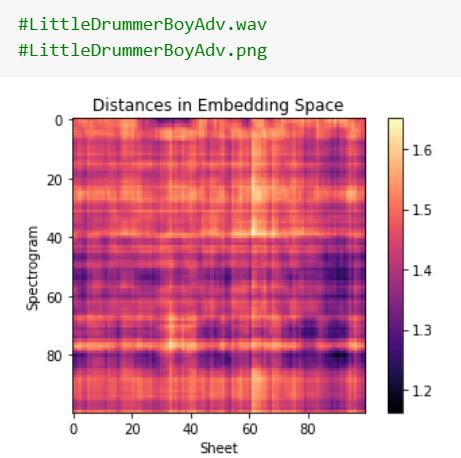 #LittleDrummerBoyAdv.wav
#LittleDrummerBoyAdv.png
Distances in Embedding Space
0
20
40
60
80
Spectrogram
0 20 40 60 80
Sheet
1.6
1.5
1.4
1.3
1.2